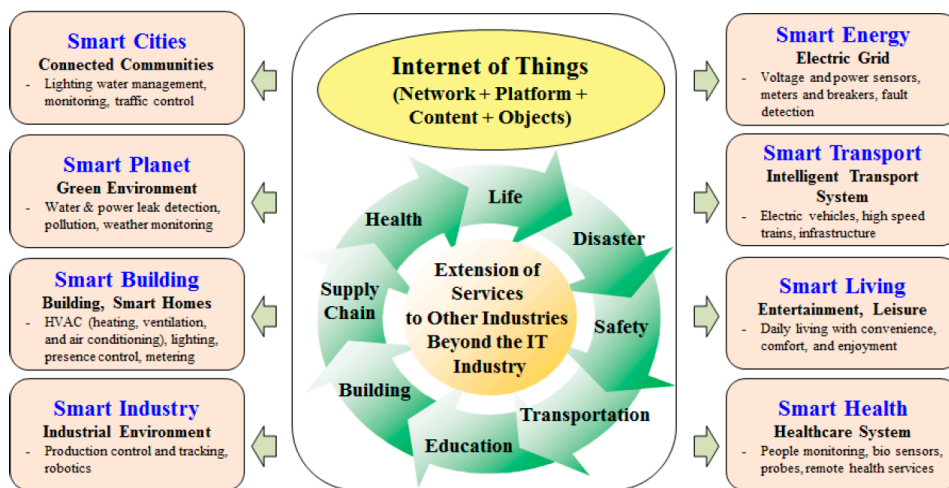 Smart Cities
Connected Communities
- Lighting water management,
monitoring, traffic control
Smart Planet
Green Environment
- Water & power leak detection,
pollution, weather monitoring
Smart Building
Building, Smart Homes
- HVAC (heating, ventilation,
and air conditioning), lighting,
presence control, metering
Smart Industry
Industrial Environment
- Production control and tracking,
robotics
Internet of Things
(Network + Platform +
Content + Objects)
Life
Disaster
Safety
Transportation
Education
Building
Supply
Chain
Health
Extension of
Services
to Other Industries
Beyond the IT
Industry
Smart Energy
Electric Grid
- Voltage and power sensors,
meters and breakers, fault
detection
Smart Transport
Intelligent Transport
System
- Electric vehicles, high speed
trains, infrastructure
Smart Living
Entertainment, Leisure
- Daily living with convenience,
comfort, and enjoyment
Smart Health
Healthcare System
- People monitoring, bio sensors,
probes, remote health services